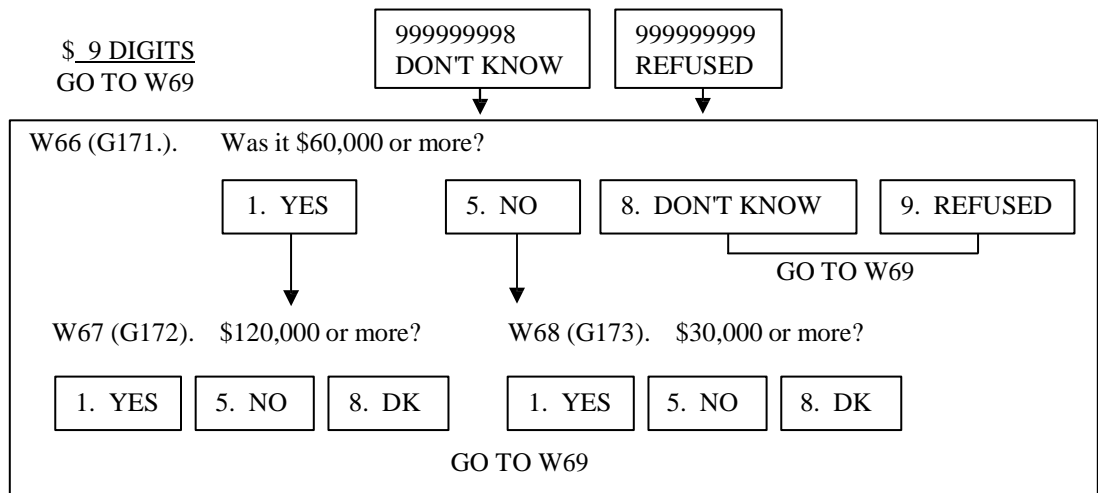 999999998 999999999
$ 9 DIGITS DON'T KNOW REFUSED
GO TO W69
W66 (G171.). Was it $60,000 or more?
1. YES 5. NO 8. DON'T KNOW 9. REFUSED
GO TO W69
W67 (G172). $120,000 or more? W68 (G173). $30,000 or more?
1. YES 5. NO 8. DK 1. YES 5. NO 8. DK
GO TO W69